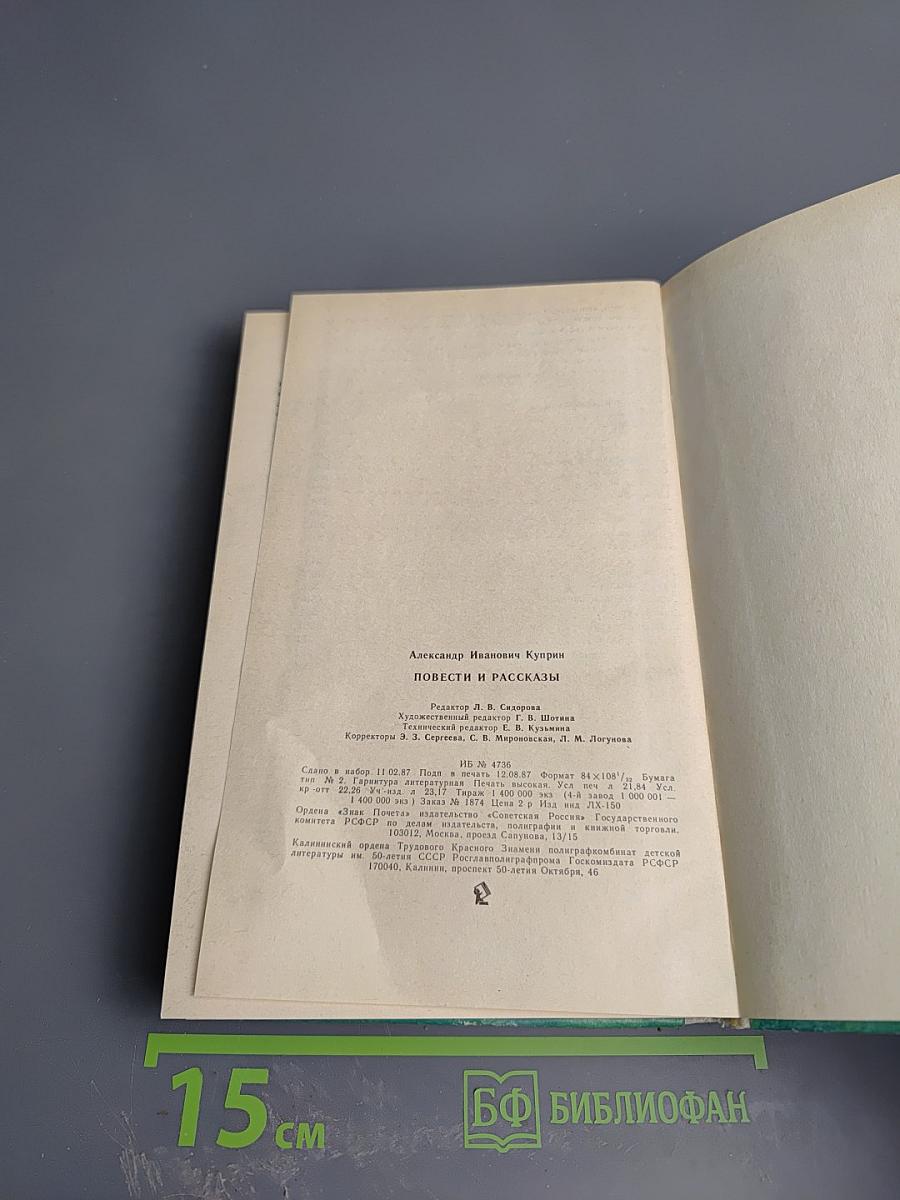 Александр Иванович Куприн
ПОВЕСТИ И РАССКАЗЫ
Редактор Л. В. Сидорова
Художественный редактор Г. В. Шотина
Технический редактор Е. В. Кузьмина
Корректоры Э. З. Сергеева, С. В. Мироновская, Л. М. Логунова
ИБ № 4736
Сдано в набор 11 02.87 Подп в печать 12.08.87 Формат 84×108¹/₃₂ Бумага
тип № 2. Гарнитура литературная Печать высокая. Усл печ л 21,84 Усл.
кр -отт 22,26 Уч -изд. л 23,17 Тираж 1 400 000 экз (4-й завод 1 000 001 —
1 400 000 экз ) Заказ № 1874 Цена 2 р Изд инд ЛХ-150
Ордена «Знак Почета» издательство «Советская Россия» Государственного
комитета РСФСР по делам издательств, полиграфии и книжной торговли.
103012, Москва, проезд Сапунова, 13/15
Калининский ордена Трудового Красного Знамени полиграфкомбинат детской
литературы им. 50-летия СССР Росглавполиграфпрома Госкомиздата РСФСР
170040, Калинин, проспект 50-летия Октября, 46
15 см
БФ БИБЛИОФАН